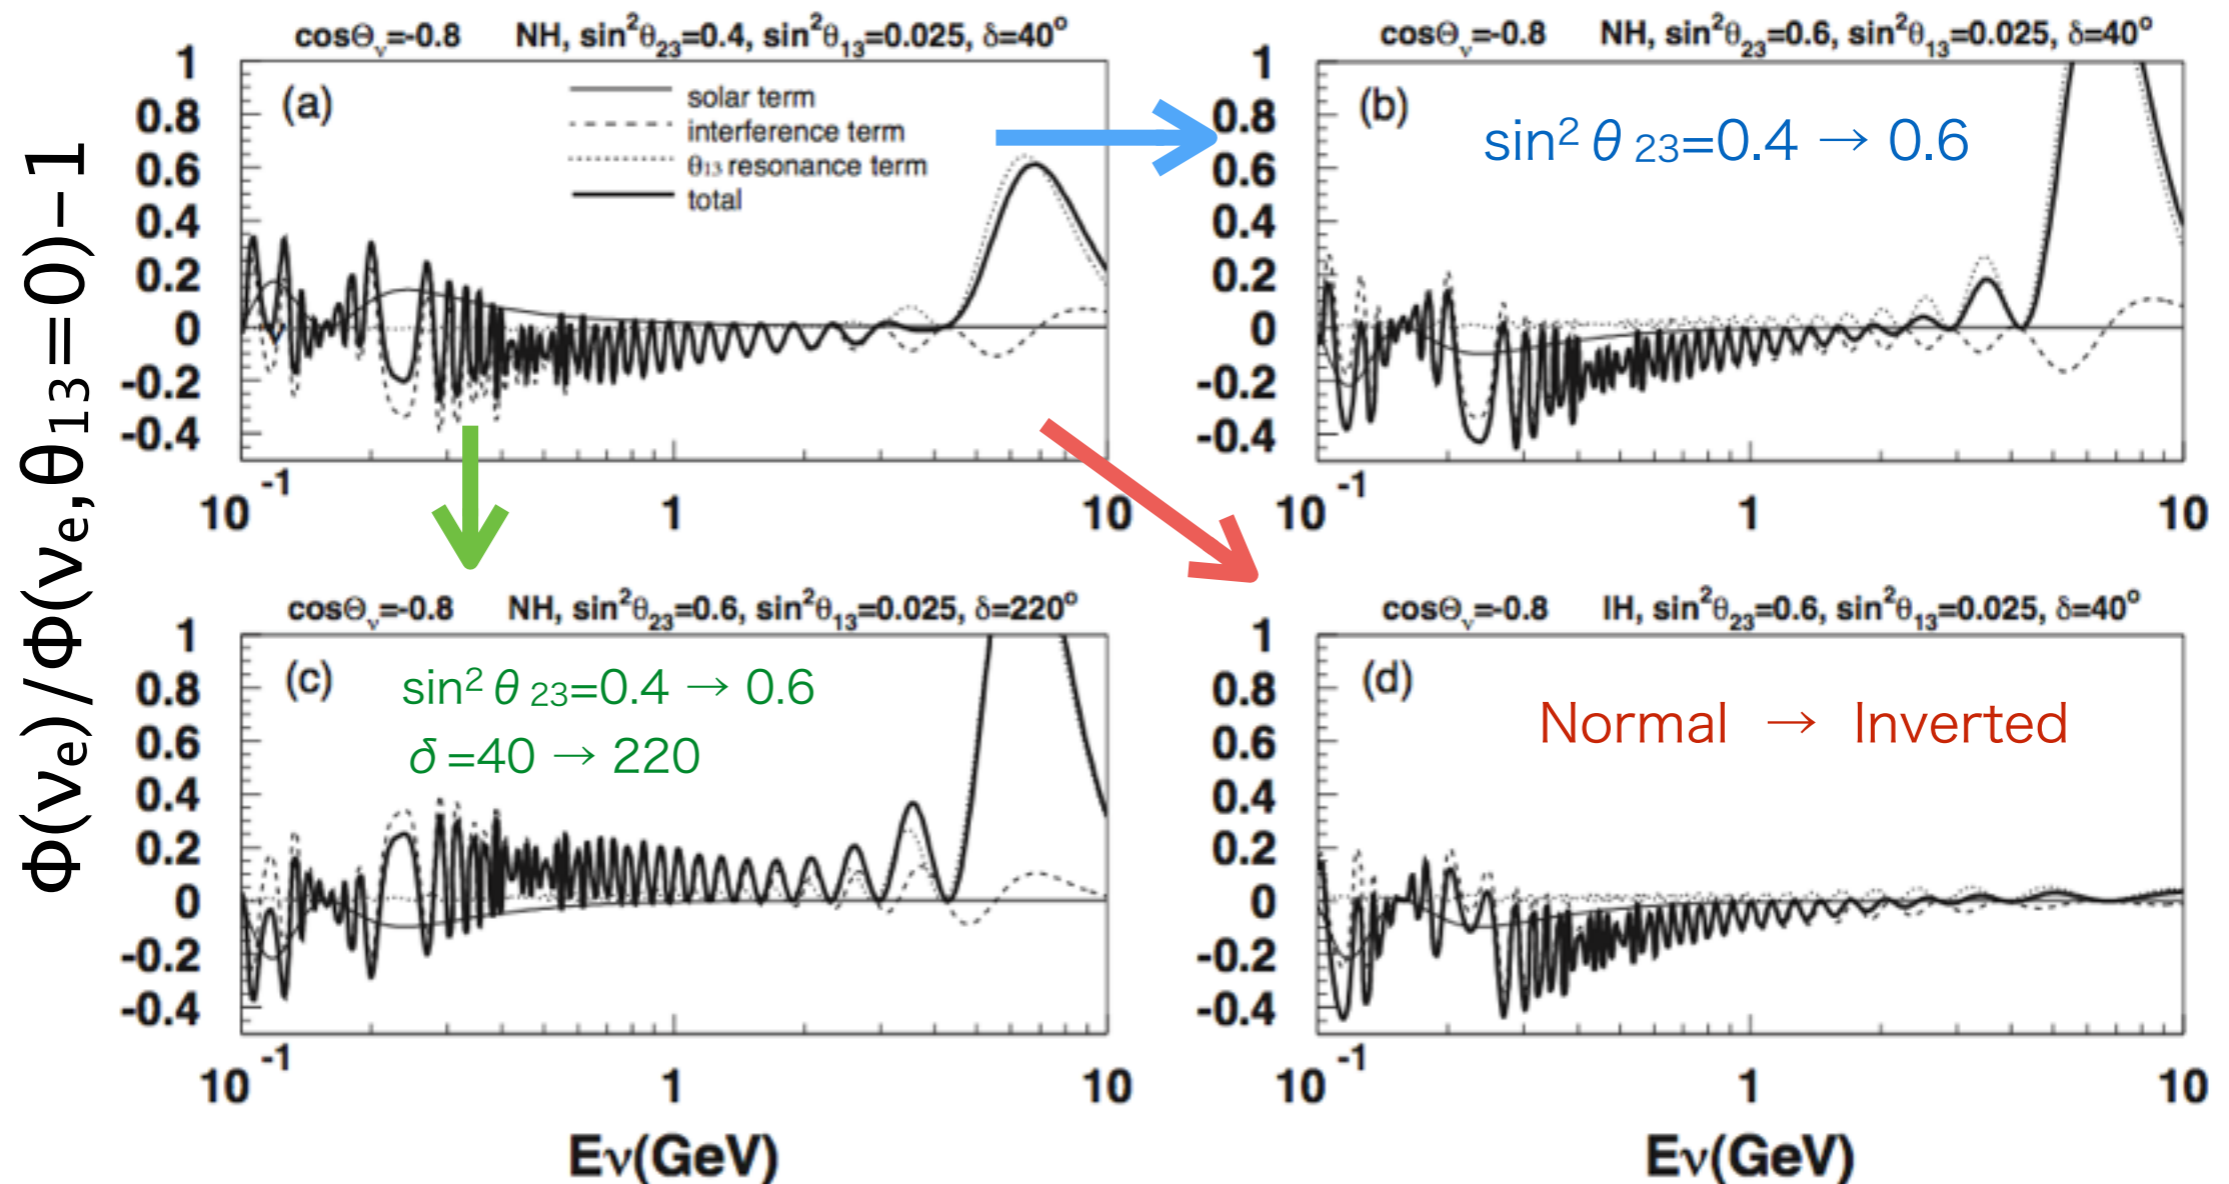 Φ(νe)/Φ(νe,θ13=0)−1
cosΘν=-0.8 NH, sin²θ23=0.4, sin²θ13=0.025, δ=40°
(a)
solar term
interference term
θ13 resonance term
total
1
0.8
0.6
0.4
0.2
0
-0.2
-0.4
10⁻¹ 1 10
cosΘν=-0.8 NH, sin²θ23=0.6, sin²θ13=0.025, δ=40°
(b)
sin² θ 23=0.4 → 0.6
1
0.8
0.6
0.4
0.2
0
-0.2
-0.4
10⁻¹ 1 10
cosΘν=-0.8 NH, sin²θ23=0.6, sin²θ13=0.025, δ=220°
(c)
sin² θ 23=0.4 → 0.6
δ =40 → 220
1
0.8
0.6
0.4
0.2
0
-0.2
-0.4
10⁻¹ 1 10
Eν(GeV)
cosΘν=-0.8 IH, sin²θ23=0.6, sin²θ13=0.025, δ=40°
(d)
Normal → Inverted
1
0.8
0.6
0.4
0.2
0
-0.2
-0.4
10⁻¹ 1 10
Eν(GeV)